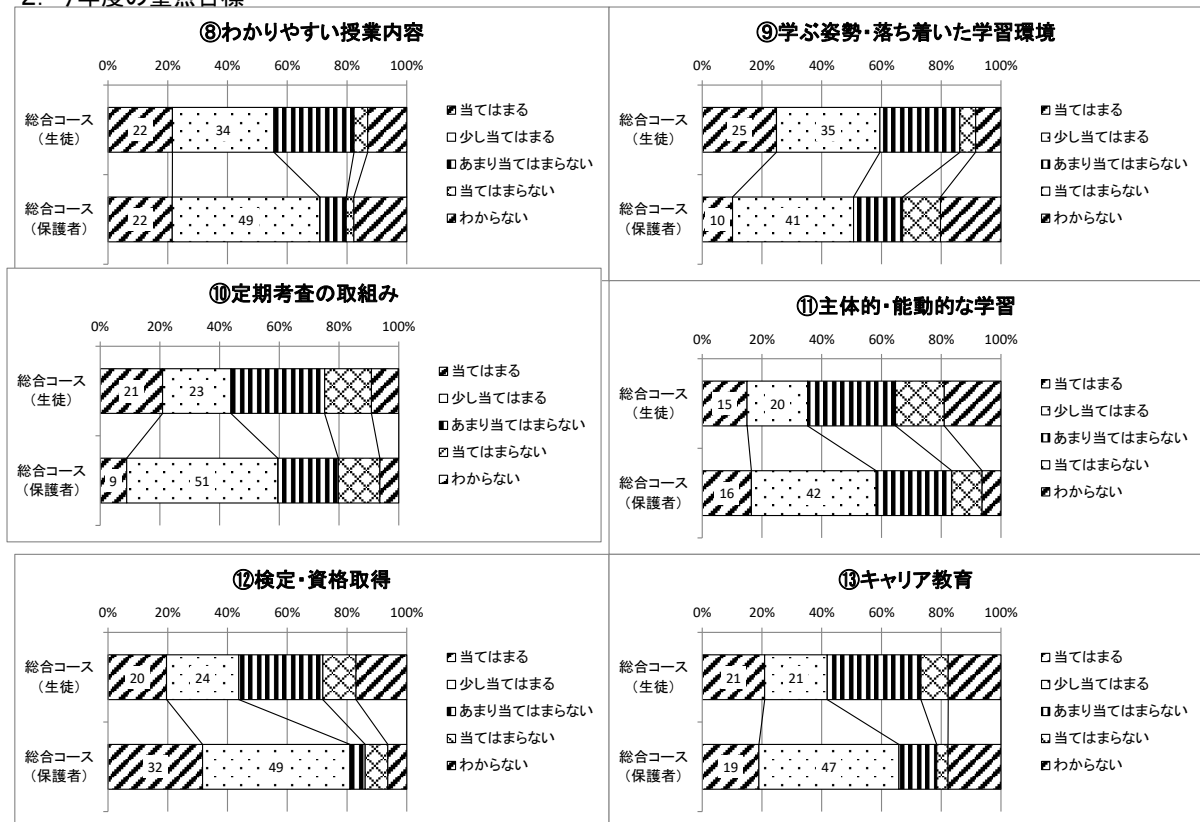 ⑧わかりやすい授業内容
0% 20% 40% 60% 80% 100%
総合コース
（生徒）
22 34
総合コース
（保護者）
22 49
当てはまる
少し当てはまる
あまり当てはまらない
当てはまらない
わからない
⑨学ぶ姿勢・落ち着いた学習環境
0% 20% 40% 60% 80% 100%
総合コース
（生徒）
25 35
総合コース
（保護者）
10 41
当てはまる
少し当てはまる
あまり当てはまらない
当てはまらない
わからない
⑩定期考査の取組み
0% 20% 40% 60% 80% 100%
総合コース
（生徒）
21 23
総合コース
（保護者）
9 51
当てはまる
少し当てはまる
あまり当てはまらない
当てはまらない
わからない
⑪主体的・能動的な学習
0% 20% 40% 60% 80% 100%
総合コース
（生徒）
15 20
総合コース
（保護者）
16 42
当てはまる
少し当てはまる
あまり当てはまらない
当てはまらない
わからない
⑫検定・資格取得
0% 20% 40% 60% 80% 100%
総合コース
（生徒）
20 24
総合コース
（保護者）
32 49
当てはまる
少し当てはまる
あまり当てはまらない
当てはまらない
わからない
⑬キャリア教育
0% 20% 40% 60% 80% 100%
総合コース
（生徒）
21 21
総合コース
（保護者）
19 47
当てはまる
少し当てはまる
あまり当てはまらない
当てはまらない
わからない